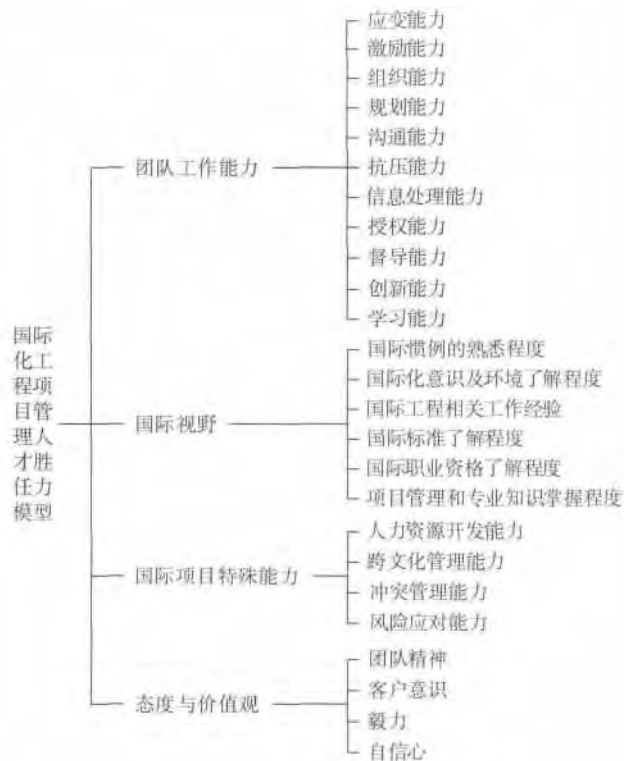 国际
化工
程项
目管
理人
才胜
任力
模型
团队工作能力
应变能力
激励能力
组织能力
规划能力
沟通能力
抗压能力
信息处理能力
授权能力
督导能力
创新能力
学习能力
国际视野
国际惯例的熟悉程度
国际化意识及环境了解程度
国际工程相关工作经验
国际标准了解程度
国际职业资格了解程度
项目管理和专业知识掌握程度
国际项目特殊能力
人力资源开发能力
跨文化管理能力
冲突管理能力
风险应对能力
态度与价值观
团队精神
客户意识
毅力
自信心